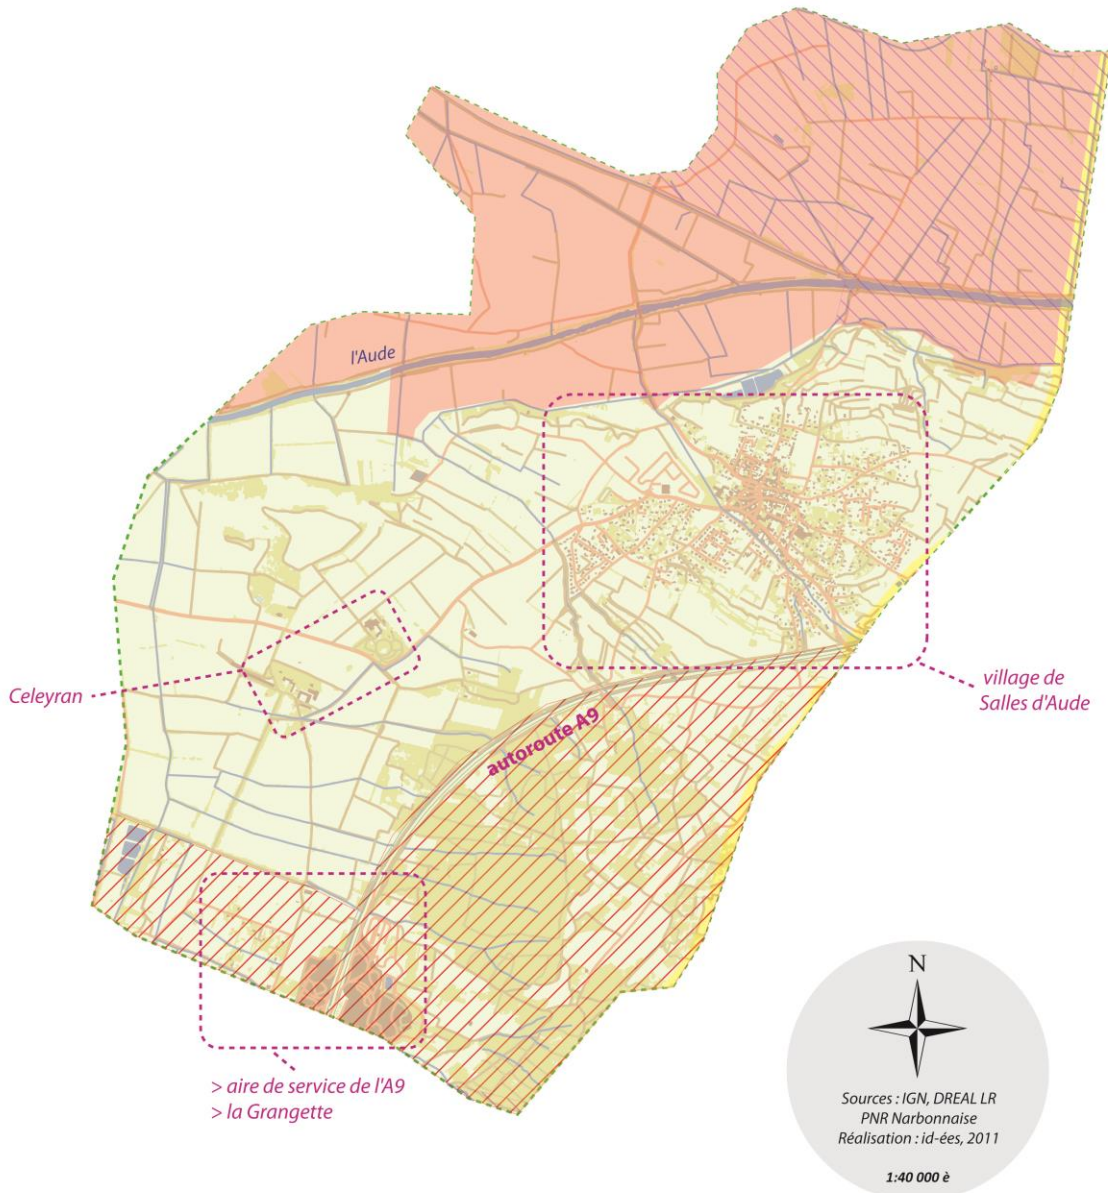 l'Aude
Celeyran
village de
Salles d'Aude
autoroute A9
> aire de service de l'A9
> la Grangette
N
Sources : IGN, DREAL LR
PNR Narbonnaise
Réalisation : id-ées, 2011
1:40 000 è